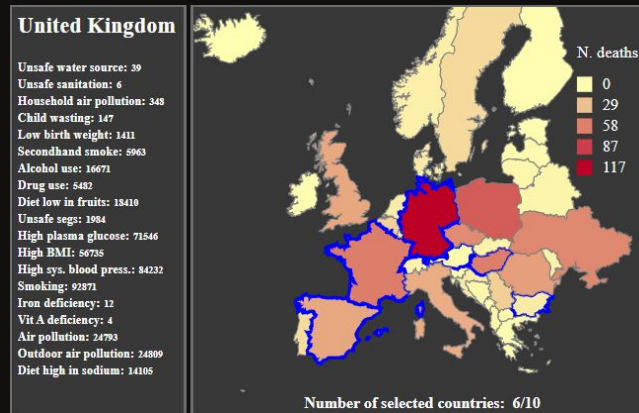 United Kingdom
Unsafe water source: 39
Unsafe sanitation: 6
Household air pollution: 348
Child wasting: 147
Low birth weight: 1411
Secondhand smoke: 5963
Alcohol use: 16671
Drug use: 5482
Diet low in fruits: 18410
Unsafe segs: 1984
High plasma glucose: 71546
High BMI: 56735
High sys. blood press.: 84232
Smoking: 92871
Iron deficiency: 12
Vit A deficiency: 4
Air pollution: 24793
Outdoor air pollution: 24809
Diet high in sodium: 14105
N. deaths
0
29
58
87
117
Number of selected countries: 6/10